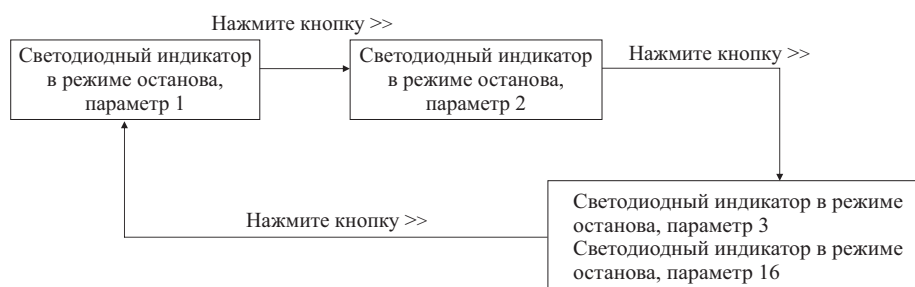 Нажмите кнопку >>
Светодиодный индикатор
в режиме останова,
параметр 1
Светодиодный индикатор
в режиме останова,
параметр 2
Нажмите кнопку >>
Светодиодный индикатор в режиме
останова, параметр 3
Светодиодный индикатор в режиме
останова, параметр 16
Нажмите кнопку >>